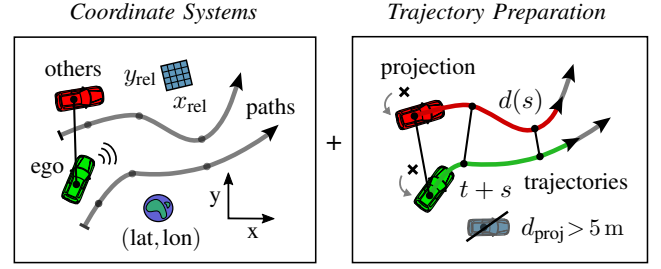 Coordinate Systems
others
y_rel
x_rel
paths
ego
y
x
(lat, lon)
+
Trajectory Preparation
projection
d(s)
t + s
trajectories
d_proj > 5 m